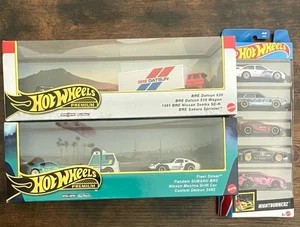 HOT WHEELS
PREMIUM
BRE DATSUN
BRE Datsun 620
BRE Datsun 510 Wagon
1991 BRE Nissan Sentra SE-R
BRE Sakura Sprinter
HOT WHEELS
PREMIUM
Fleet Street
Pandem SUBARU BRZ
Nissan Maxima Drift Car
Custom Datsun 240Z
HOT WHEELS
NIGHTBURNERZ